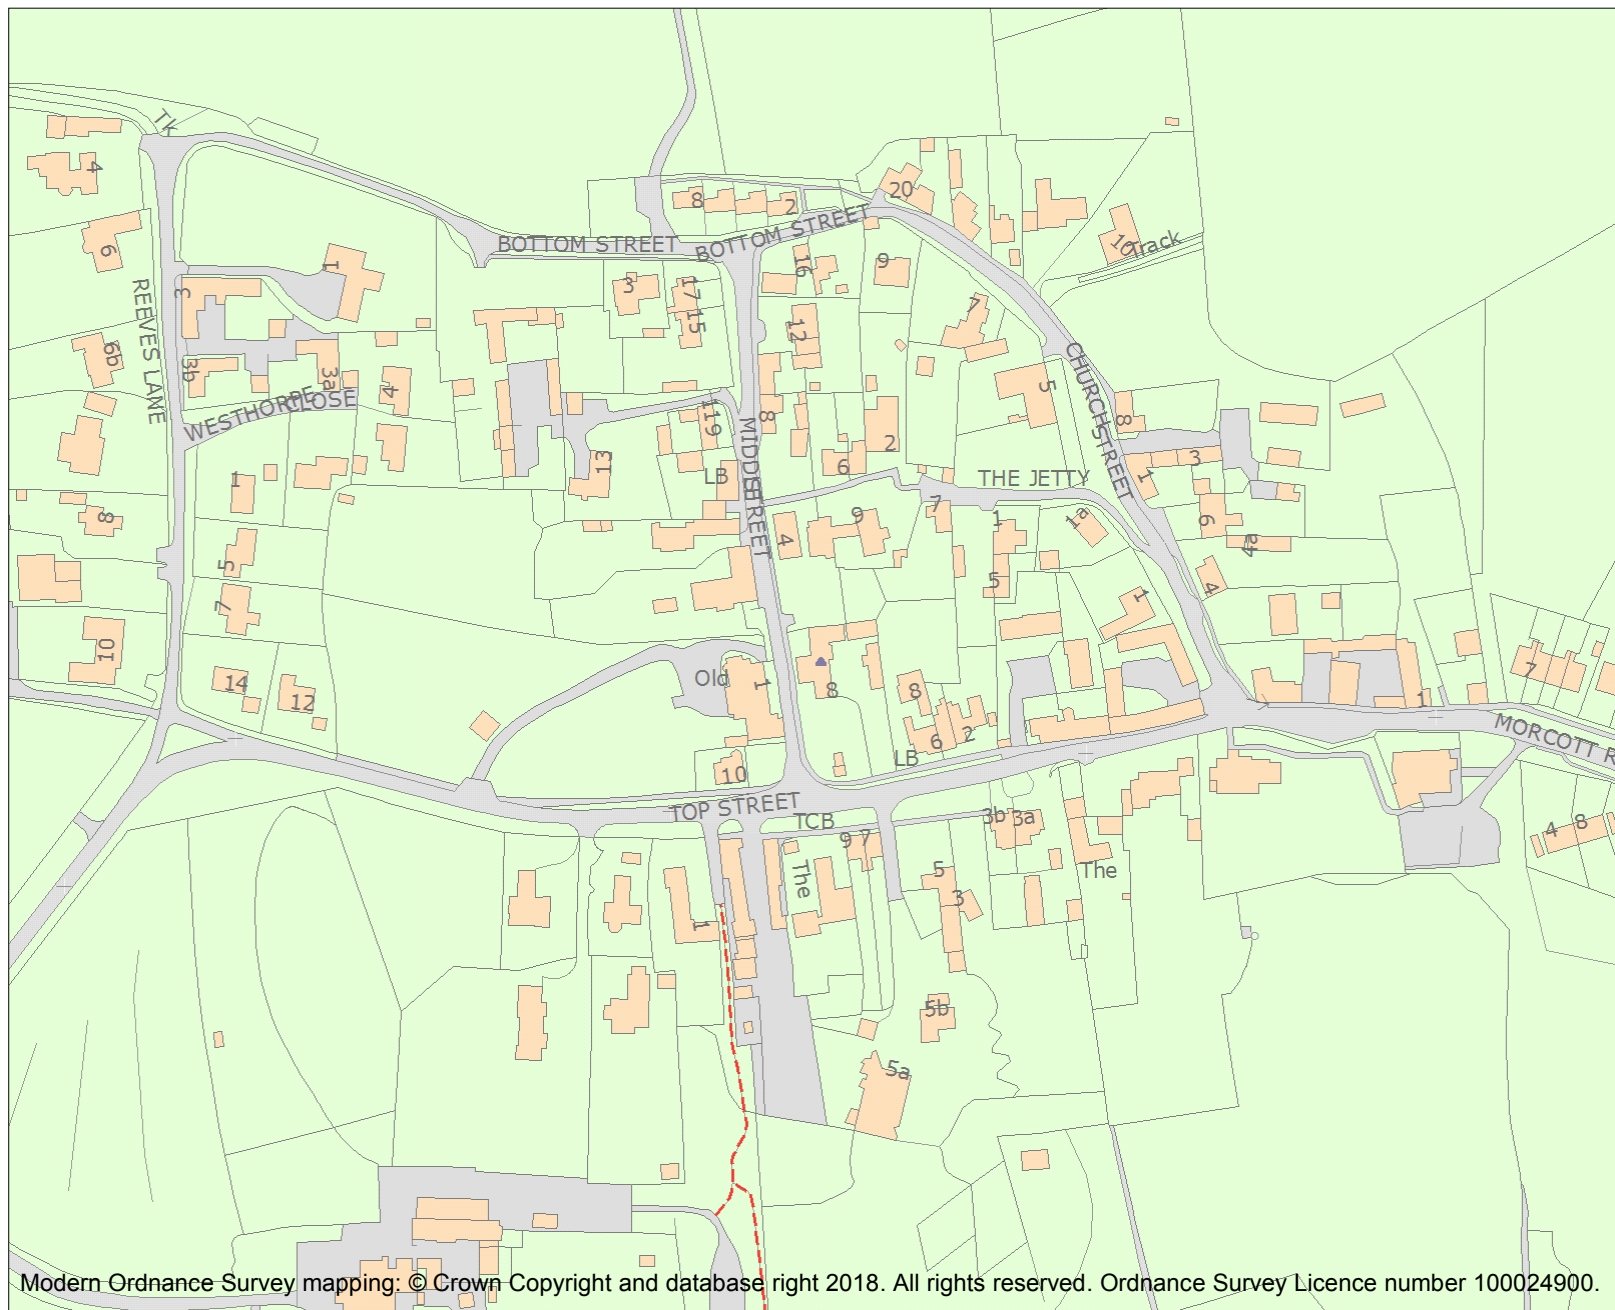 Tk
4
20
8
2
BOTTOM STREET
BOTTOM STREET
10
Track
6
1
16
9
3
3
17
15
7
REEVES LANE
12
6b
3b
3a
4
5
CHURCH STREET
WESTHORPE
CLOSE
8
119
8
MIDDLE STREET
2
13
6
3
1
LB
THE JETTY
1
8
9
7
1
1a
6
4
4a
5
5
4
7
1
10
Old
1
8
14
12
8
7
1
6
2
LB
MORCOTT R
10
TOP STREET
TCB
3b
3a
9
7
4
8
The
5
The
3
1
5b
5a
Modern Ordnance Survey mapping: © Crown Copyright and database right 2018. All rights reserved. Ordnance Survey Licence number 100024900.